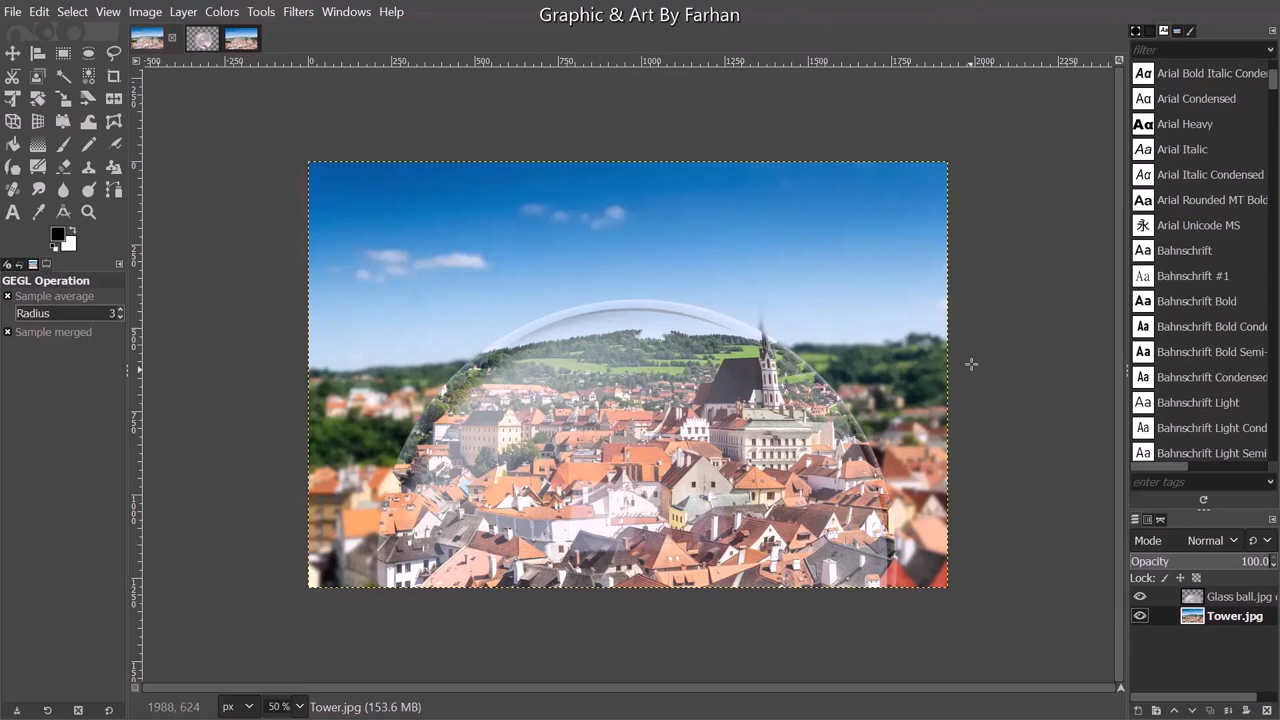 File Edit Select View Image Layer Colors Tools Filters Windows Help
Graphic & Art By Farhan
-500 -250 0 250 500 750 1000 1250 1500 1750 2000 2250
GEGL Operation
Sample average
Radius 3
Sample merged
filter
Arial Bold Italic Conde
Arial Condensed
Arial Heavy
Arial Italic
Arial Italic Condensed
Arial Rounded MT Bold
Arial Unicode MS
Bahnschrift
Bahnschrift #1
Bahnschrift Bold
Bahnschrift Bold Conde
Bahnschrift Bold Semi-
Bahnschrift Condensed
Bahnschrift Light
Bahnschrift Light Cond
Bahnschrift Light Semi-
enter tags
Mode Normal
Opacity 100.0
Lock:
Glass ball.jpg
Tower.jpg
1988, 624 px 50 % Tower.jpg (153.6 MB)